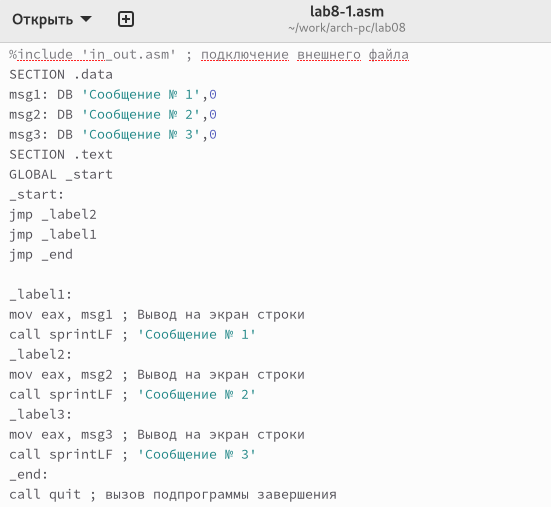 Открыть
lab8-1.asm
~/work/arch-pc/lab08
%include 'in_out.asm' ; подключение внешнего файла
SECTION .data
msg1: DB 'Сообщение № 1',0
msg2: DB 'Сообщение № 2',0
msg3: DB 'Сообщение № 3',0
SECTION .text
GLOBAL _start
_start:
jmp _label2
jmp _label1
jmp _end
_label1:
mov eax, msg1 ; Вывод на экран строки
call sprintLF ; 'Сообщение № 1'
_label2:
mov eax, msg2 ; Вывод на экран строки
call sprintLF ; 'Сообщение № 2'
_label3:
mov eax, msg3 ; Вывод на экран строки
call sprintLF ; 'Сообщение № 3'
_end:
call quit ; вызов подпрограммы завершения